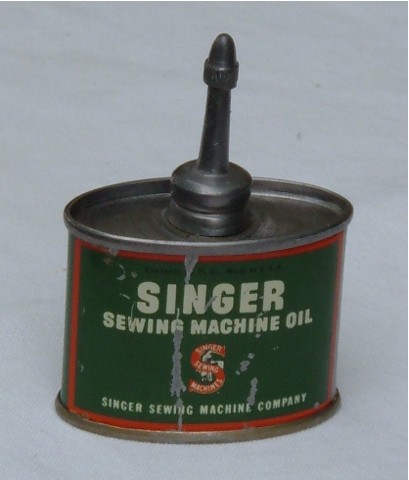 U.S.A.
SINGER
SEWING MACHINE OIL
SINGER
SEWING
MACHINES
SINGER SEWING MACHINE COMPANY